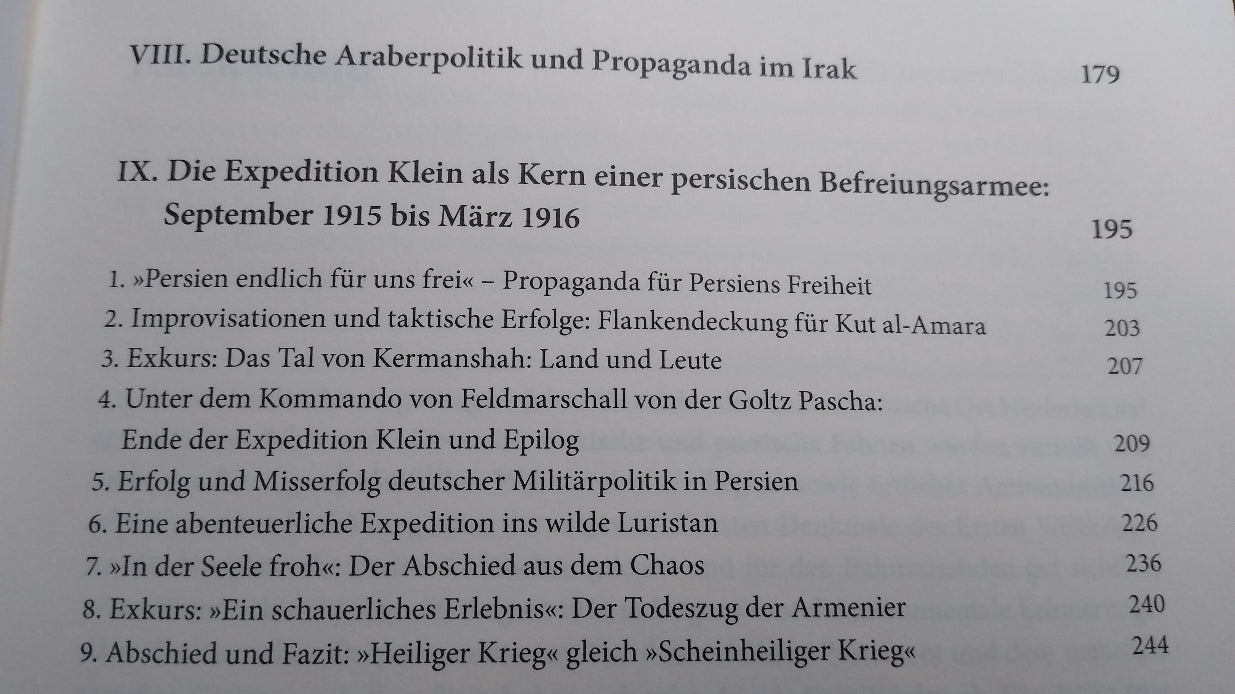 VIII. Deutsche Araberpolitik und Propaganda im Irak 179
IX. Die Expedition Klein als Kern einer persischen Befreiungsarmee:
September 1915 bis März 1916 195
1. »Persien endlich für uns frei« – Propaganda für Persiens Freiheit 195
2. Improvisationen und taktische Erfolge: Flankendeckung für Kut al-Amara 203
3. Exkurs: Das Tal von Kermanshah: Land und Leute 207
4. Unter dem Kommando von Feldmarschall von der Goltz Pascha:
Ende der Expedition Klein und Epilog 209
5. Erfolg und Misserfolg deutscher Militärpolitik in Persien 216
6. Eine abenteuerliche Expedition ins wilde Luristan 226
7. »In der Seele froh«: Der Abschied aus dem Chaos 236
8. Exkurs: »Ein schauerliches Erlebnis«: Der Todeszug der Armenier 240
9. Abschied und Fazit: »Heiliger Krieg« gleich »Scheinheiliger Krieg« 244